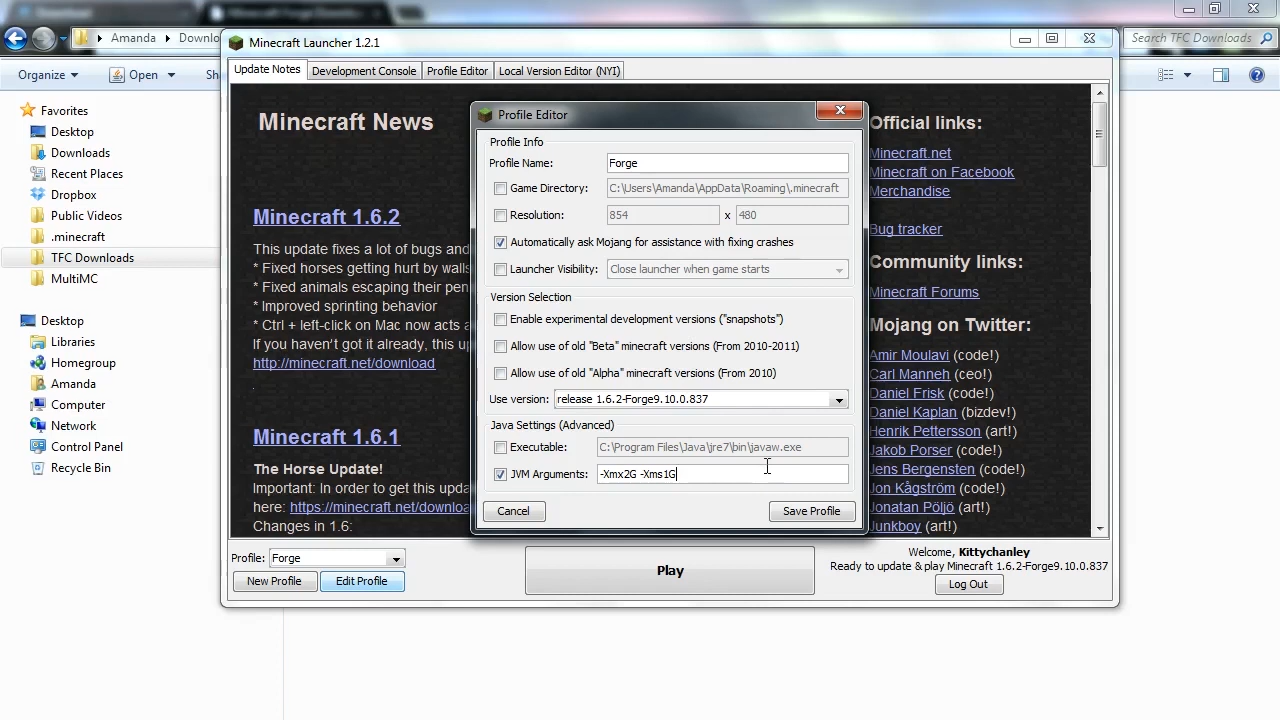 Amanda
Downlo
Search TFC Downloads
Organize
Open
Sh
Favorites
Desktop
Downloads
Recent Places
Dropbox
Public Videos
.minecraft
TFC Downloads
MultiMC
Desktop
Libraries
Homegroup
Amanda
Computer
Network
Control Panel
Recycle Bin
Minecraft Launcher 1.2.1
Update Notes
Development Console
Profile Editor
Local Version Editor (NYI)
Minecraft News
Minecraft 1.6.2
This update fixes a lot of bugs and
* Fixed horses getting hurt by walls
* Fixed animals escaping their pen
* Improved sprinting behavior
* Ctrl + left-click on Mac now acts a
If you haven't got it already, this up
http://minecraft.net/download
.
Minecraft 1.6.1
The Horse Update!
Important: In order to get this upda
here: https://minecraft.net/downloa
Changes in 1.6:
Official links:
Minecraft.net
Minecraft on Facebook
Merchandise
Bug tracker
Community links:
Minecraft Forums
Mojang on Twitter:
Amir Moulavi (code!)
Carl Manneh (ceo!)
Daniel Frisk (code!)
Daniel Kaplan (bizdev!)
Henrik Pettersson (art!)
Jakob Porser (code!)
Jens Bergensten (code!)
Jon Kågström (code!)
Jonatan Pöljö (art!)
Junkboy (art!)
Profile Editor
Profile Info
Profile Name: Forge
Game Directory: C:\Users\Amanda\AppData\Roaming\.minecraft
Resolution: 854 x 480
Automatically ask Mojang for assistance with fixing crashes
Launcher Visibility: Close launcher when game starts
Version Selection
Enable experimental development versions ("snapshots")
Allow use of old "Beta" minecraft versions (From 2010-2011)
Allow use of old "Alpha" minecraft versions (From 2010)
Use version: release 1.6.2-Forge9.10.0.837
Java Settings (Advanced)
Executable: C:\Program Files\Java\jre7\bin\javaw.exe
JVM Arguments: -Xmx2G -Xms1G
Cancel
Save Profile
Profile: Forge
New Profile
Edit Profile
Play
Welcome, Kittychanley
Ready to update & play Minecraft 1.6.2-Forge9.10.0.837
Log Out